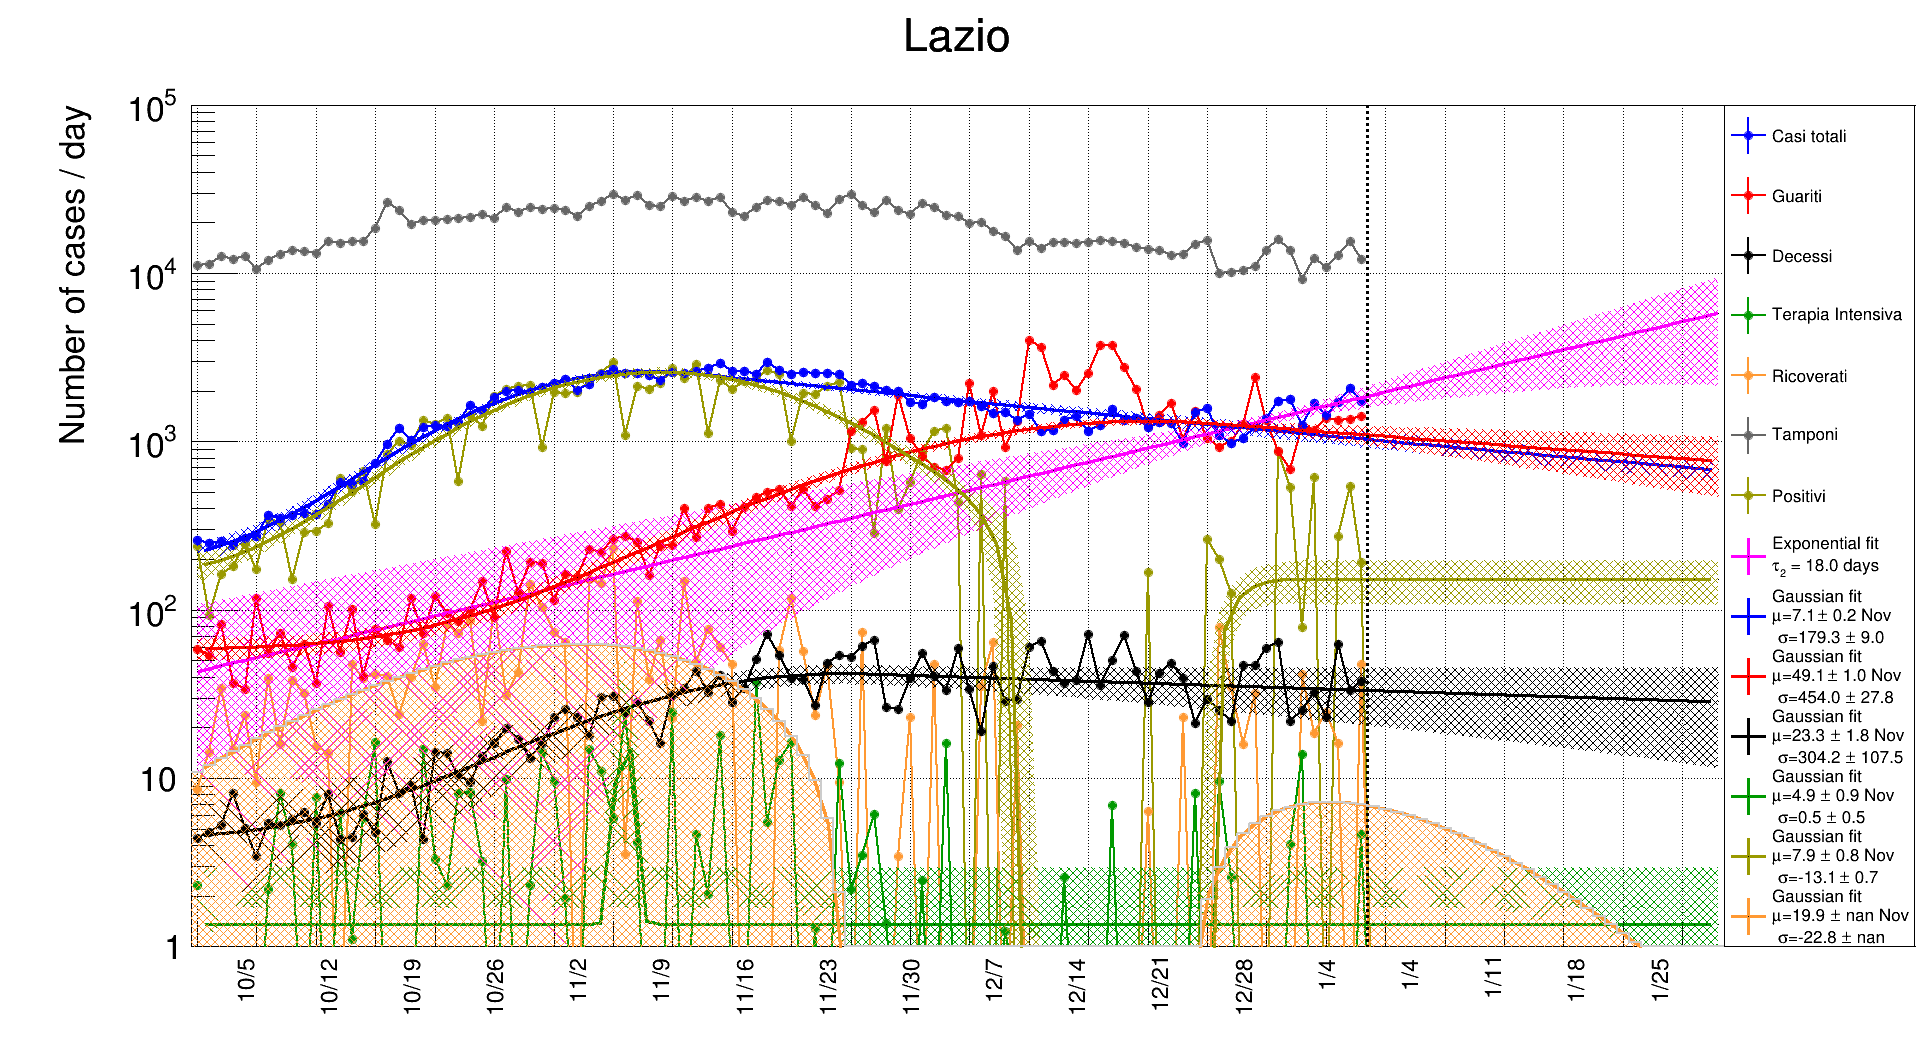 Lazio
Number of cases / day
10^5
10^4
10^3
10^2
10
1
10/5
10/12
10/19
10/26
11/2
11/9
11/16
11/23
11/30
12/7
12/14
12/21
12/28
1/4
1/4
1/11
1/18
1/25
Casi totali
Guariti
Decessi
Terapia Intensiva
Ricoverati
Tamponi
Positivi
Exponential fit
τ₂ = 18.0 days
Gaussian fit
μ=7.1 ± 0.2 Nov
σ=179.3 ± 9.0
Gaussian fit
μ=49.1 ± 1.0 Nov
σ=454.0 ± 27.8
Gaussian fit
μ=23.3 ± 1.8 Nov
σ=304.2 ± 107.5
Gaussian fit
μ=4.9 ± 0.9 Nov
σ=0.5 ± 0.5
Gaussian fit
μ=7.9 ± 0.8 Nov
σ=-13.1 ± 0.7
Gaussian fit
μ=19.9 ± nan Nov
σ=-22.8 ± nan